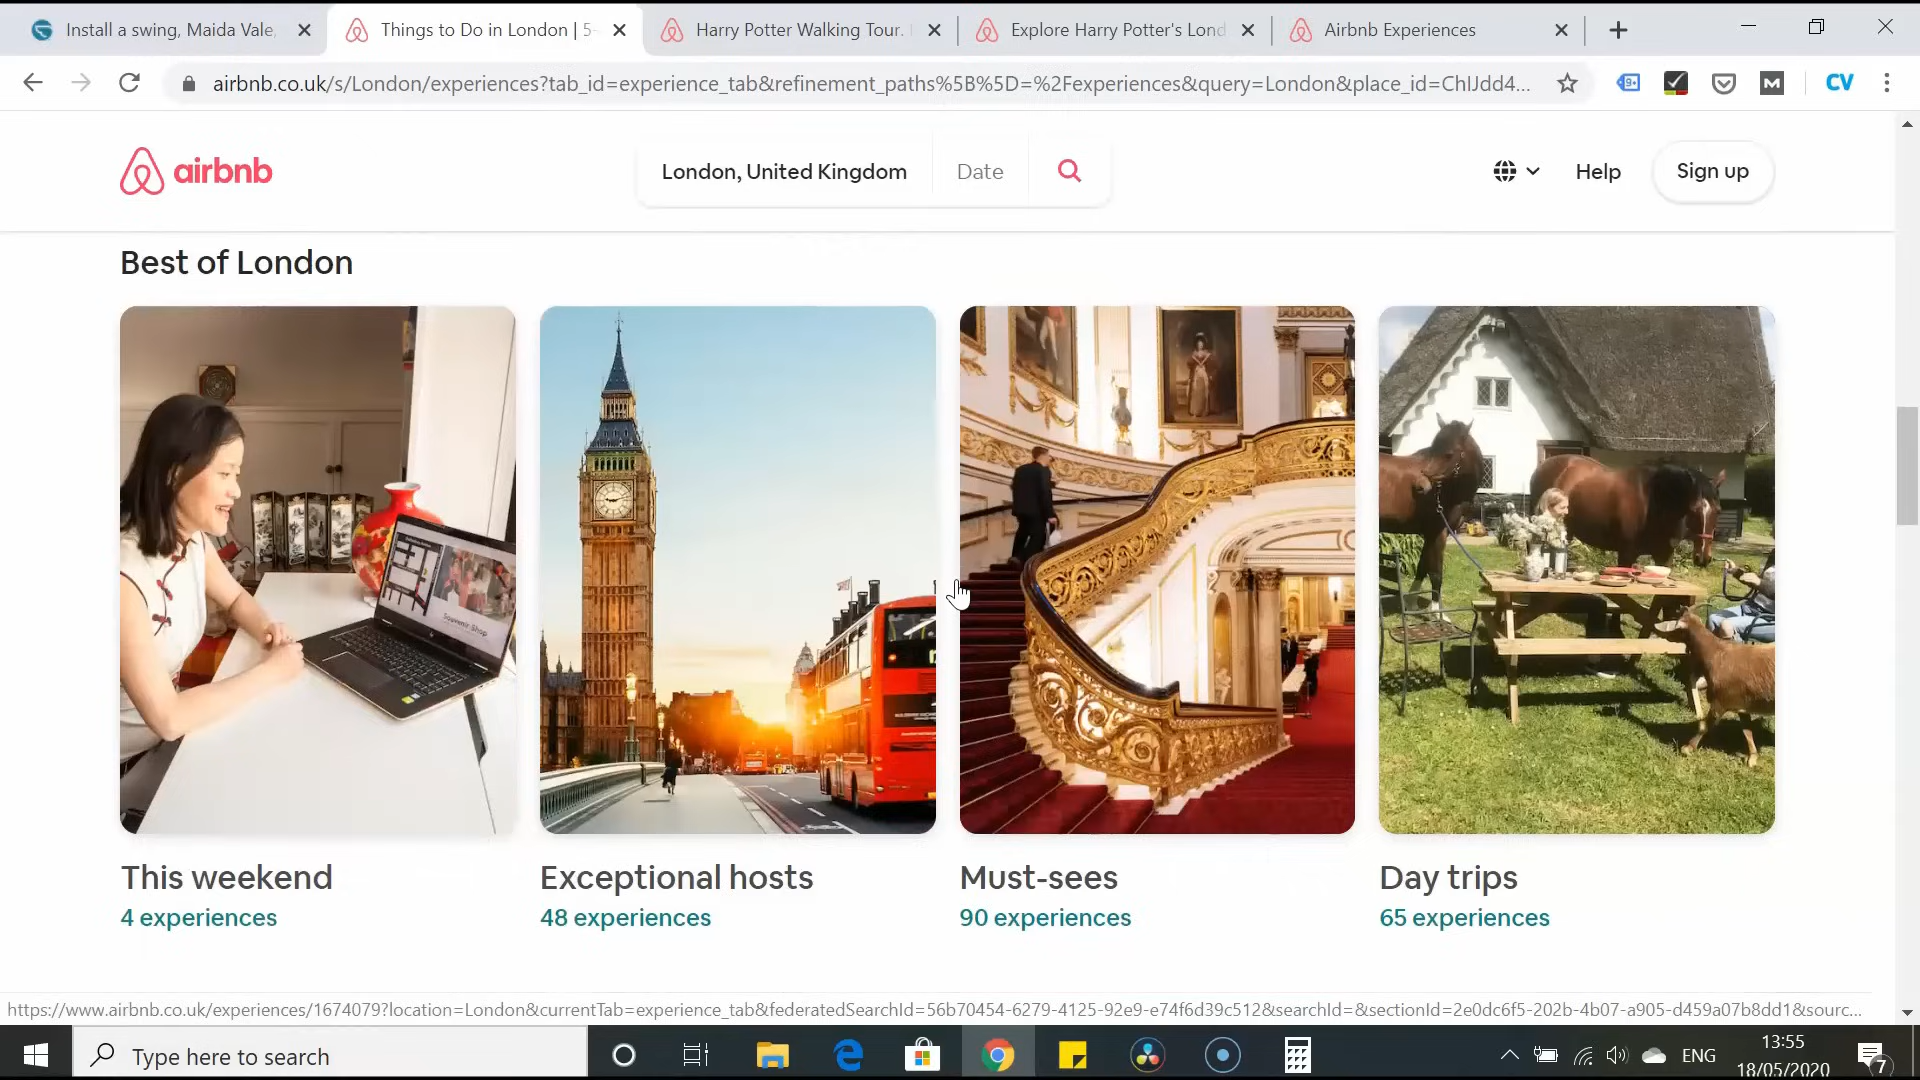 Install a swing, Maida Vale,
Things to Do in London | 5-
Harry Potter Walking Tour.
Explore Harry Potter's Lond
Airbnb Experiences
airbnb.co.uk/s/London/experiences?tab_id=experience_tab&refinement_paths%5B%5D=%2Fexperiences&query=London&place_id=ChIJdd4...
M
CV
airbnb
London, United Kingdom
Date
Help
Sign up
Best of London
This weekend
Exceptional hosts
Must-sees
Day trips
4 experiences
48 experiences
90 experiences
65 experiences
https://www.airbnb.co.uk/experiences/1674079?location=London&currentTab=experience_tab&federatedSearchId=56b70454-6279-4125-92e9-e74f6d39c512&searchId=&sectionId=2e0dc6f5-202b-4b07-a905-d459a07b8dd1&sourc...
Type here to search
ENG
13:55
18/05/2020
7